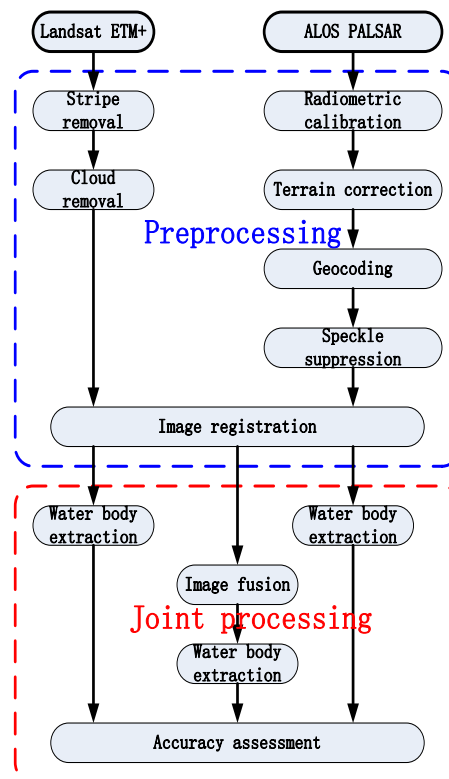 Landsat ETM+
ALOS PALSAR
Stripe
removal
Radiometric
calibration
Cloud
removal
Terrain correction
Preprocessing
Geocoding
Speckle
suppression
Image registration
Water body
extraction
Water body
extraction
Image fusion
Joint processing
Water body
extraction
Accuracy assessment